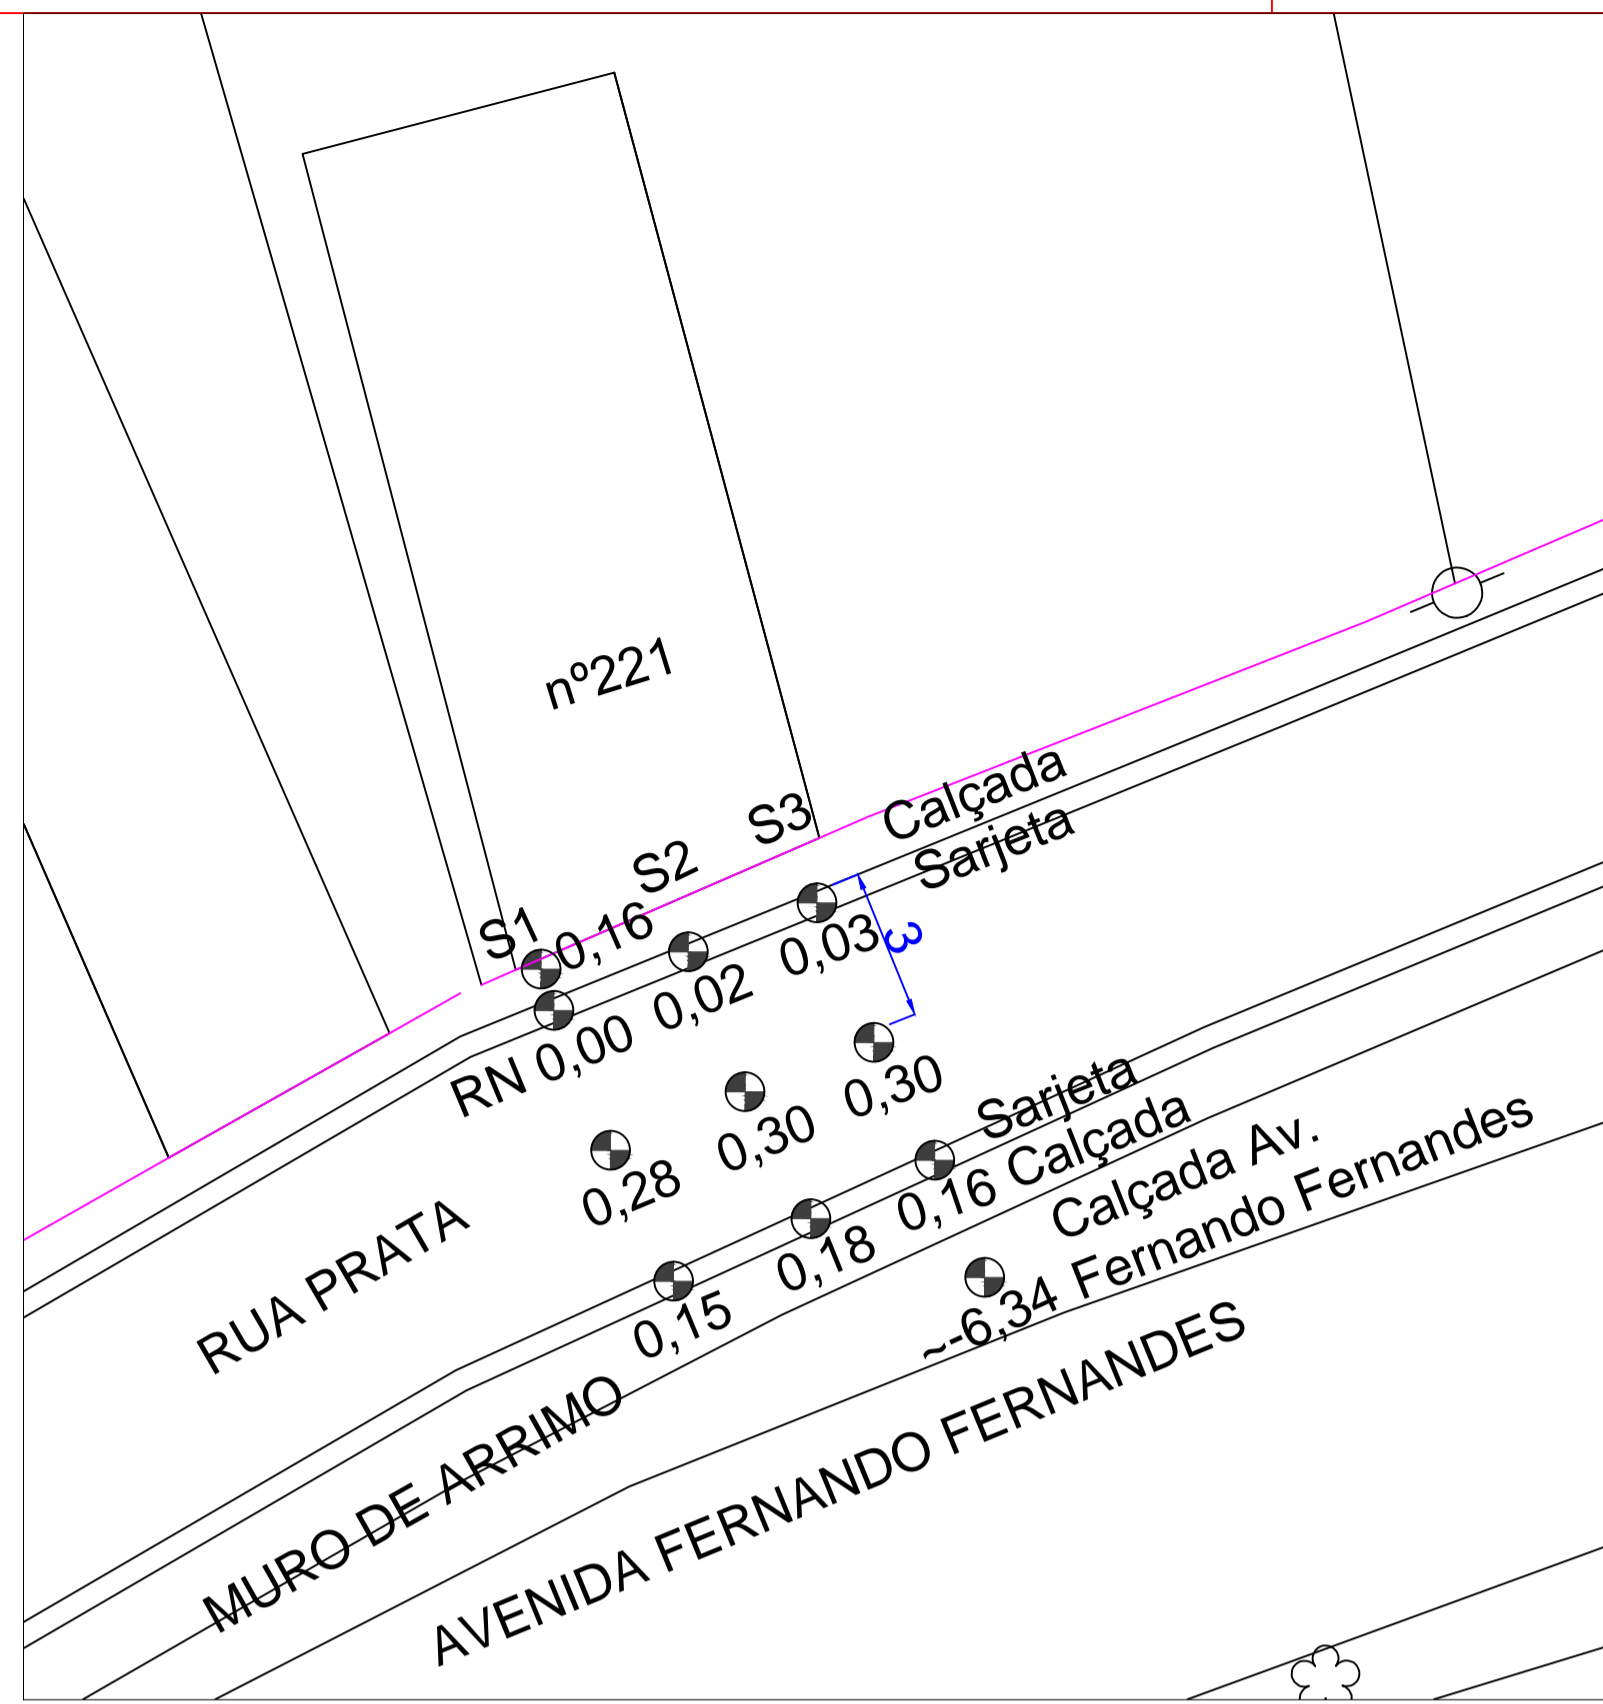 nº221
S3
S2
S1
Calçada
Sarjeta
0,16
3
0,03
0,02
RN 0,00
0,30
0,30
0,28
Sarjeta
0,16 Calçada
0,18
0,15
Calçada Av.
~-6,34 Fernando Fernandes
RUA PRATA
MURO DE ARRIMO
AVENIDA FERNANDO FERNANDES